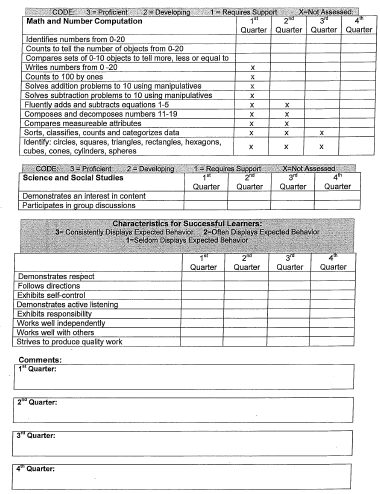 CODE: 3 = Proficient 2 = Developing 1 = Requires Support X=Not Assessed
Math and Number Computation 1st Quarter 2nd Quarter 3rd Quarter 4th Quarter
Identifies numbers from 0-20
Counts to tell the number of objects from 0-20
Compares sets of 0-10 objects to tell more, less or equal to
Writes numbers from 0-20 x
Counts to 100 by ones x
Solves addition problems to 10 using manipulatives x
Solves subtraction problems to 10 using manipulatives x
Fluently adds and subtracts equations 1-5 x x
Composes and decomposes numbers 11-19 x x
Compares measureable attributes x x
Sorts, classifies, counts and categorizes data x x x
Identify: circles, squares, triangles, rectangles, hexagons,
cubes, cones, cylinders, spheres x x x
CODE: 3 = Proficient 2 = Developing 1 = Requires Support X=Not Assessed
Science and Social Studies 1st Quarter 2nd Quarter 3rd Quarter 4th Quarter
Demonstrates an interest in content
Participates in group discussions
Characteristics for Successful Learners:
3= Consistently Displays Expected Behavior 2=Often Displays Expected Behavior
1=Seldom Displays Expected Behavior
1st Quarter 2nd Quarter 3rd Quarter 4th Quarter
Demonstrates respect
Follows directions
Exhibits self-control
Demonstrates active listening
Exhibits responsibility
Works well independently
Works well with others
Strives to produce quality work
Comments:
1st Quarter:
2nd Quarter:
3rd Quarter:
4th Quarter: